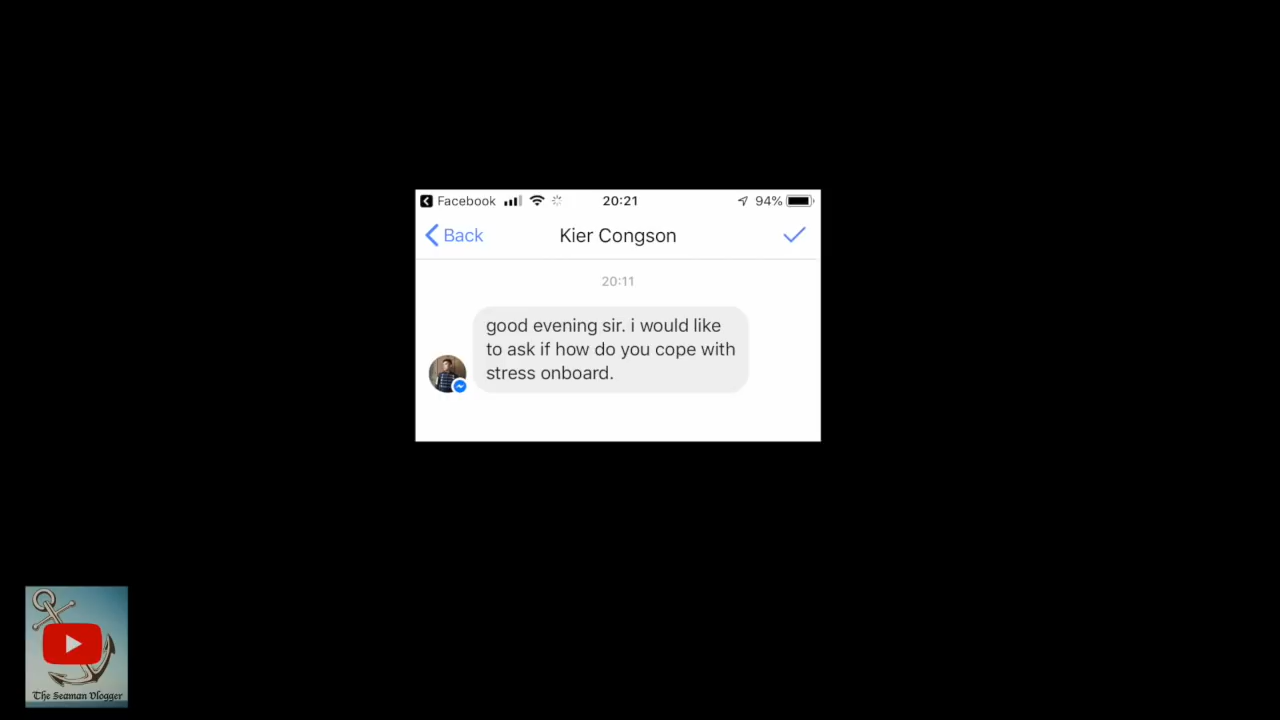 Facebook 20:21 94%
Back Kier Congson
20:11
good evening sir. i would like
to ask if how do you cope with
stress onboard.
The Seaman Vlogger